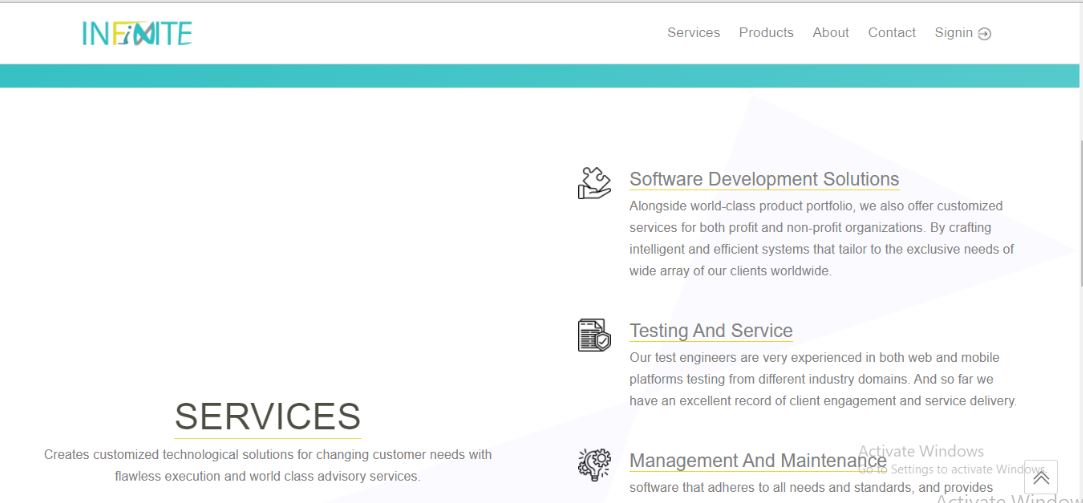 INFINITE
Services Products About Contact Signin
Software Development Solutions
Alongside world-class product portfolio, we also offer customized
services for both profit and non-profit organizations. By crafting
intelligent and efficient systems that tailor to the exclusive needs of
wide array of our clients worldwide.
Testing And Service
Our test engineers are very experienced in both web and mobile
platforms testing from different industry domains. And so far we
have an excellent record of client engagement and service delivery.
SERVICES
Creates customized technological solutions for changing customer needs with
flawless execution and world class advisory services.
Management And Maintenance
software that adheres to all needs and standards, and provides
Activate Windows
Go to Settings to activate Windows.
Activate Window